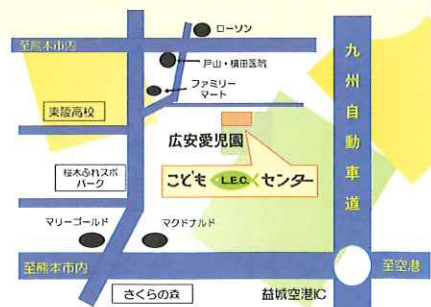 ローソン
至熊本市内
戸山・横田医院
ファミリー
マート
東陵高校
広安愛児園
こども L.E.C. センター
桜木ふれスポ
パーク
マリーゴールド
マクドナルド
至熊本市内
さくらの森
益城空港IC
至空港
九州自動車道